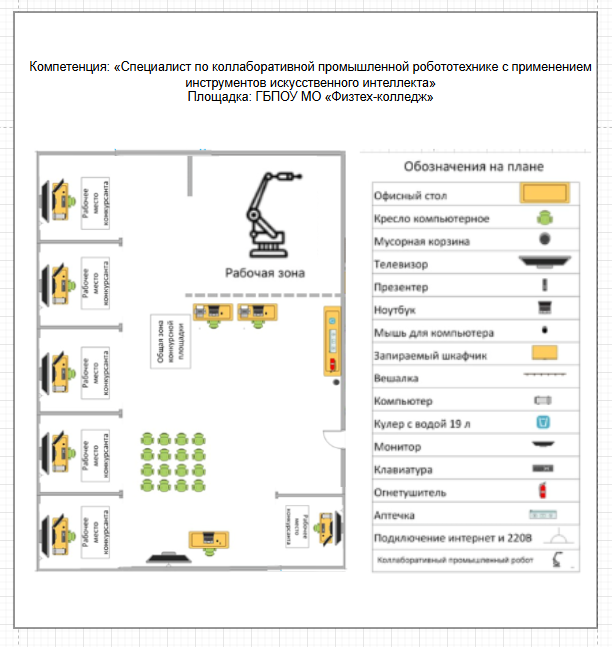 Компетенция: «Специалист по коллаборативной промышленной робототехнике с применением
инструментов искусственного интеллекта»
Площадка: ГБПОУ МО «Физтех-колледж»
Рабочее
место
конкурсанта
Рабочее
место
конкурсанта
Рабочее
место
конкурсанта
Рабочее
место
конкурсанта
Рабочее
место
конкурсанта
Рабочая зона
Общая зона
конкурсной
площадки
Рабочее
место
конкурсанта
Обозначения на плане
Офисный стол
Кресло компьютерное
Мусорная корзина
Телевизор
Презентер
Ноутбук
Мышь для компьютера
Запираемый шкафчик
Вешалка
Компьютер
Кулер с водой 19 л
Монитор
Клавиатура
Огнетушитель
Аптечка
Подключение интернет и 220В
Коллаборативный промышленный робот